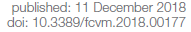 published: 11 December 2018
doi: 10.3389/fcvm.2018.00177